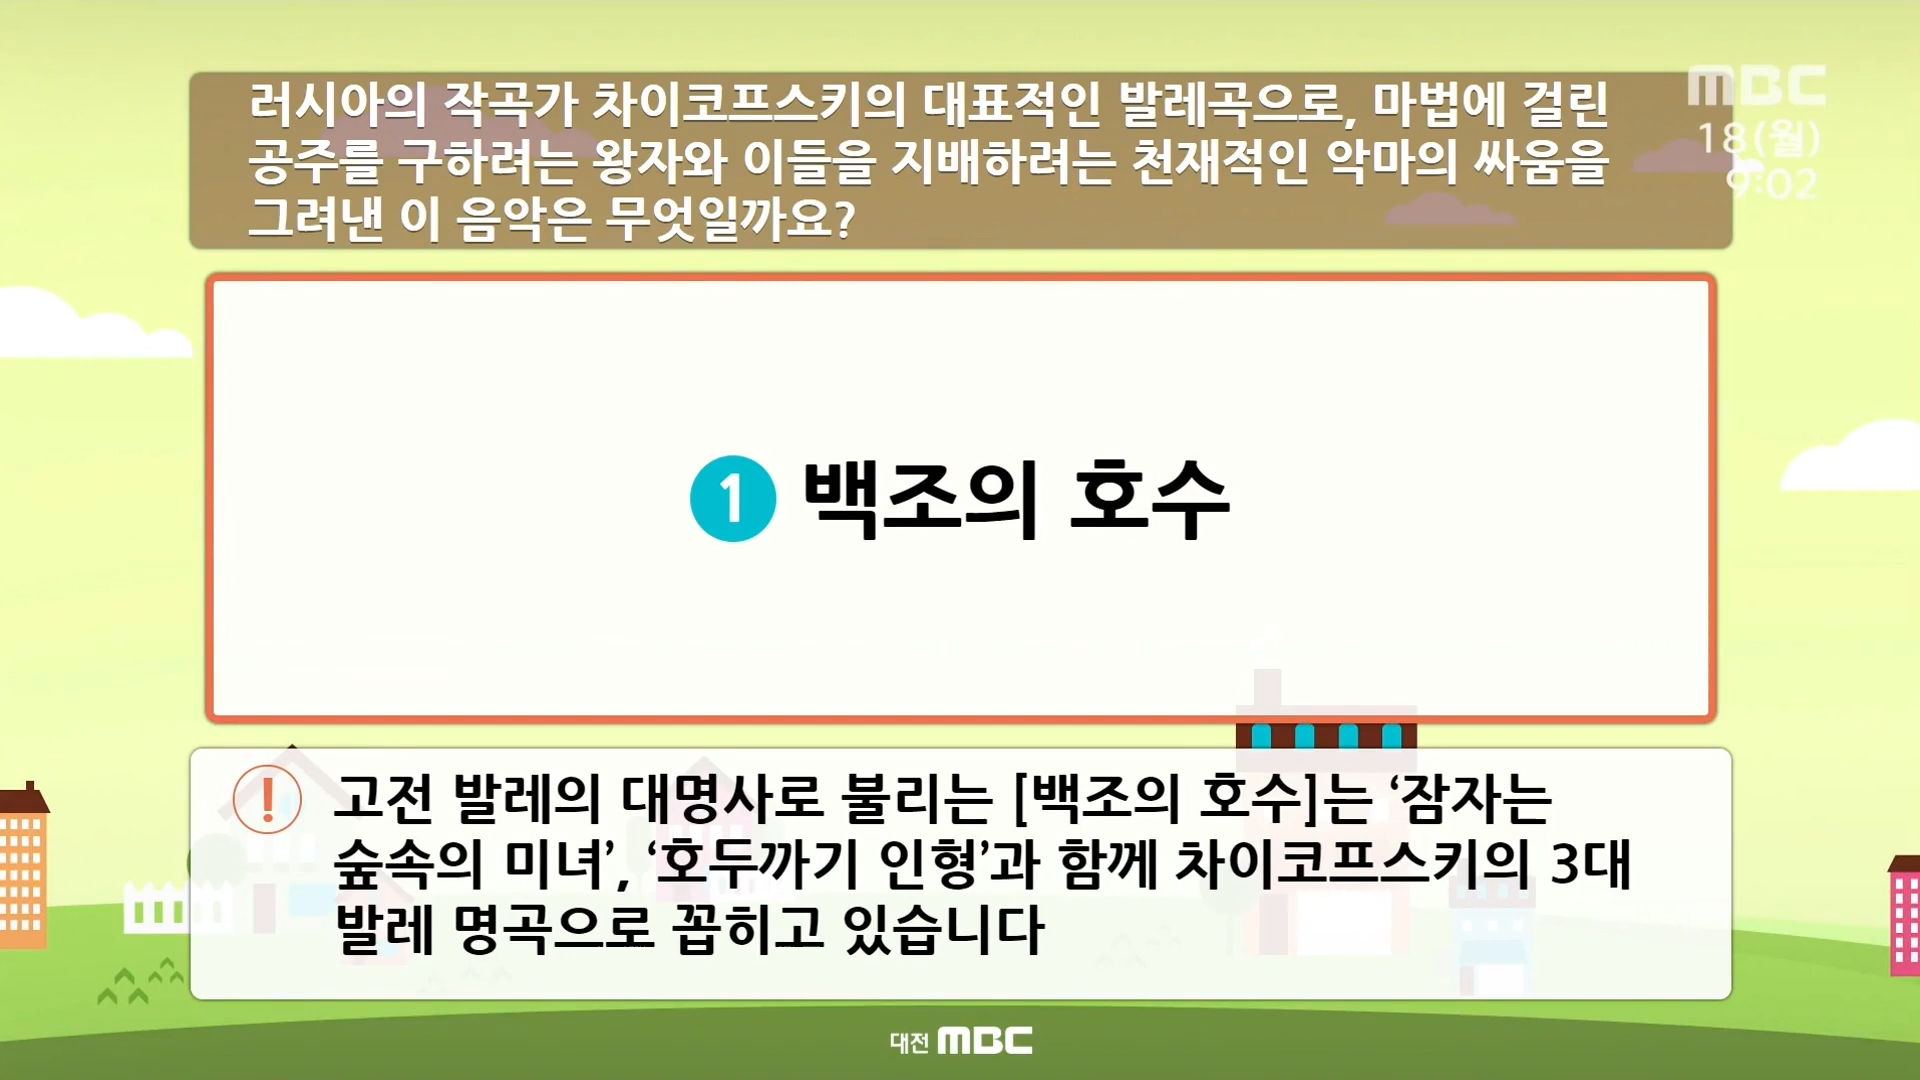 러시아의 작곡가 차이코프스키의 대표적인 발레곡으로, 마법에 걸린
공주를 구하려는 왕자와 이들을 지배하려는 천재적인 악마의 싸움을
그려낸 이 음악은 무엇일까요?
MBC
18(월)
9:02
1 백조의 호수
! 고전 발레의 대명사로 불리는 [백조의 호수]는 ‘잠자는
숲속의 미녀’, ‘호두까기 인형’과 함께 차이코프스키의 3대
발레 명곡으로 꼽히고 있습니다
대전 MBC